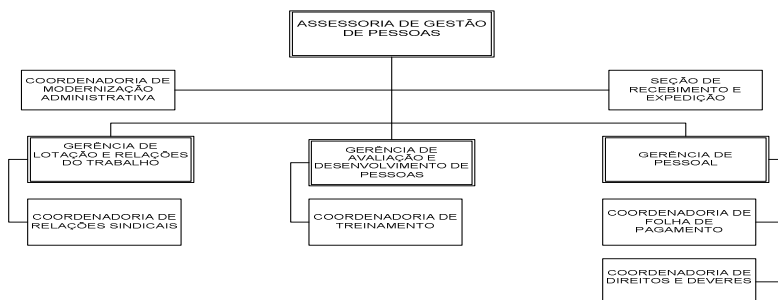 ASSESSORIA DE GESTÃO
DE PESSOAS
COORDENADORIA DE
MODERNIZAÇÃO
ADMINISTRATIVA
SEÇÃO DE
RECEBIMENTO E
EXPEDIÇÃO
GERÊNCIA DE
LOTAÇÃO E RELAÇÕES
DO TRABALHO
GERÊNCIA DE
AVALIAÇÃO E
DESENVOLVIMENTO DE
PESSOAS
GERÊNCIA DE
PESSOAL
COORDENADORIA DE
RELAÇÕES SINDICAIS
COORDENADORIA DE
TREINAMENTO
COORDENADORIA DE
FOLHA DE
PAGAMENTO
COORDENADORIA DE
DIREITOS E DEVERES